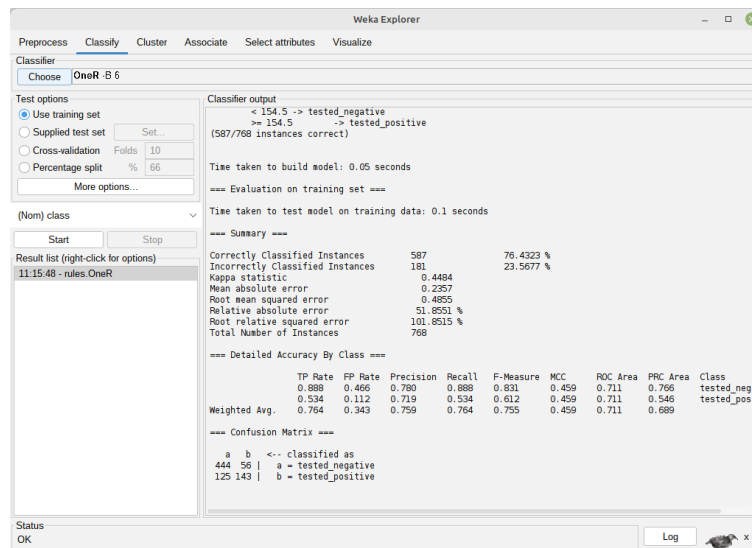 Weka Explorer
Preprocess Classify Cluster Associate Select attributes Visualize
Classifier
Choose OneR -B 6
Test options
Use training set
Supplied test set Set...
Cross-validation Folds 10
Percentage split % 66
More options...
(Nom) class
Start Stop
Result list (right-click for options)
11:15:48 - rules.OneR
Classifier output
< 154.5 -> tested_negative
>= 154.5 -> tested_positive
(587/768 instances correct)
Time taken to build model: 0.05 seconds
=== Evaluation on training set ===
Time taken to test model on training data: 0.1 seconds
=== Summary ===
Correctly Classified Instances 587 76.4323 %
Incorrectly Classified Instances 181 23.5677 %
Kappa statistic 0.4484
Mean absolute error 0.2357
Root mean squared error 0.4855
Relative absolute error 51.8551 %
Root relative squared error 101.8515 %
Total Number of Instances 768
=== Detailed Accuracy By Class ===
TP Rate FP Rate Precision Recall F-Measure MCC ROC Area PRC Area Class
0.888 0.466 0.780 0.888 0.831 0.459 0.711 0.766 tested_neg
0.534 0.112 0.719 0.534 0.612 0.459 0.711 0.546 tested_pos
Weighted Avg. 0.764 0.343 0.759 0.764 0.755 0.459 0.711 0.689
=== Confusion Matrix ===
a b <-- classified as
444 56 | a = tested_negative
125 143 | b = tested_positive
Status
OK
Log
x